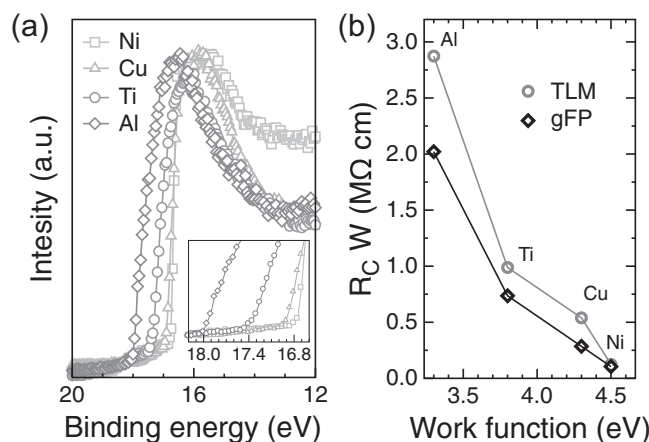 (a)
Ni
Cu
Ti
Al
Intesity (a.u.)
18.0 17.4 16.8
20 16 12
Binding energy (eV)
(b)
3.0
2.5
2.0
1.5
1.0
0.5
0.0
R_C W (MΩ cm)
Al
TLM
gFP
Ti
Cu
Ni
3.5 4.0 4.5
Work function (eV)